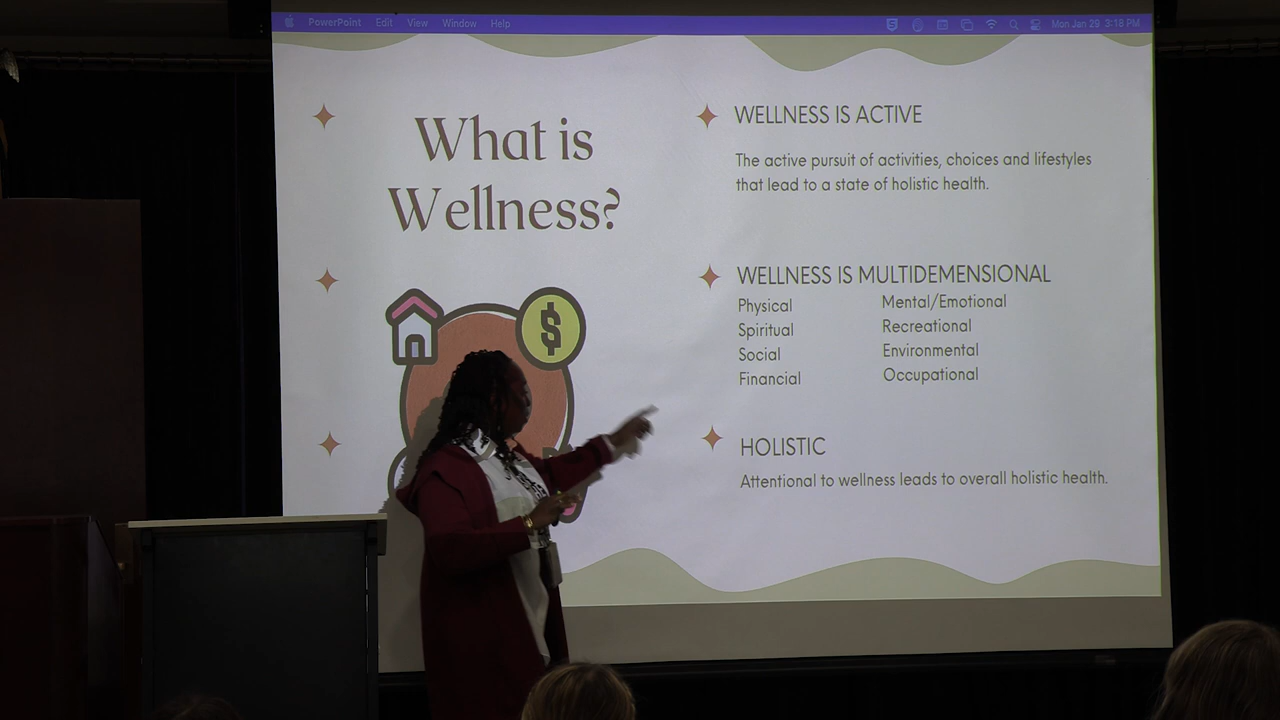 PowerPoint Edit View Window Help Mon Jan 29 3:18 PM
What is
Wellness?
$
WELLNESS IS ACTIVE
The active pursuit of activities, choices and lifestyles
that lead to a state of holistic health.
WELLNESS IS MULTIDEMENSIONAL
Physical Mental/Emotional
Spiritual Recreational
Social Environmental
Financial Occupational
HOLISTIC
Attentional to wellness leads to overall holistic health.